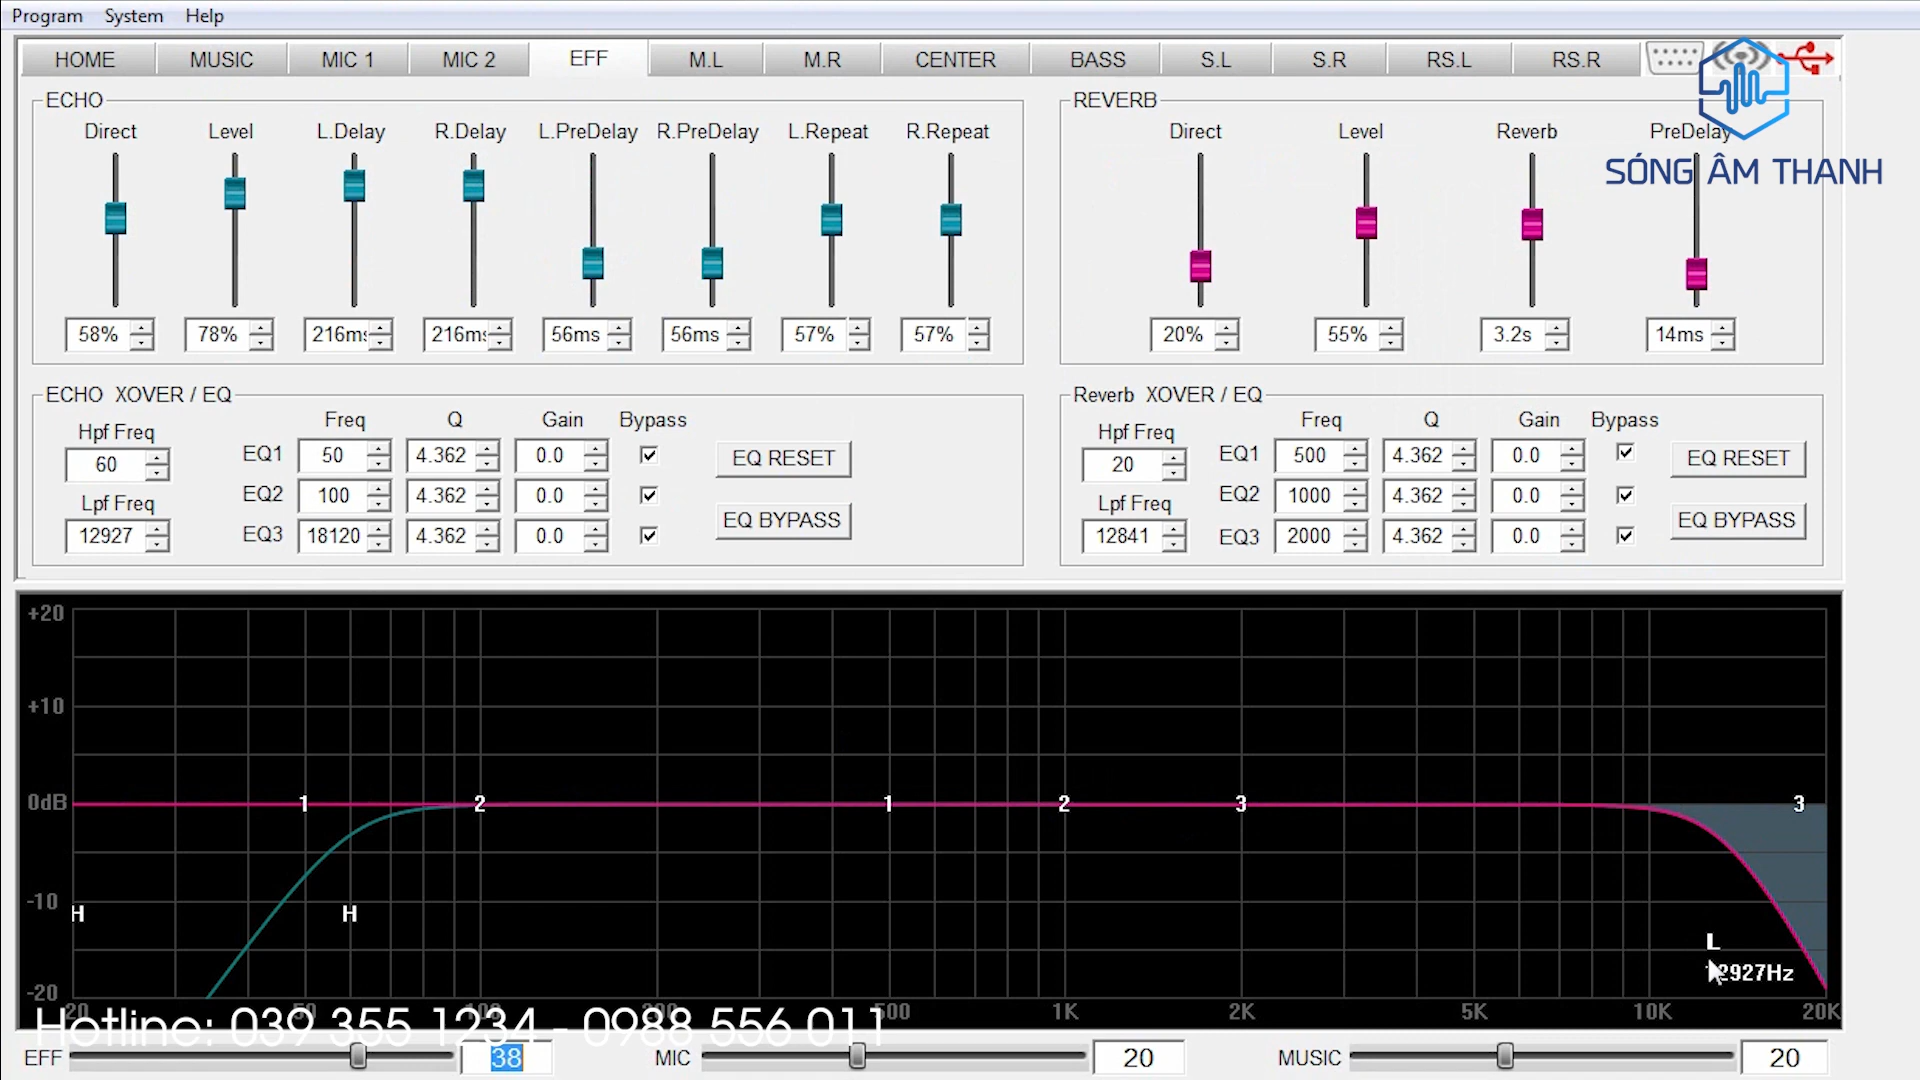 Program System Help
HOME MUSIC MIC 1 MIC 2 EFF M.L M.R CENTER BASS S.L S.R RS.L RS.R
SÓNG ÂM THANH
ECHO
Direct Level L.Delay R.Delay L.PreDelay R.PreDelay L.Repeat R.Repeat
58% 78% 216ms 216ms 56ms 56ms 57% 57%
REVERB
Direct Level Reverb PreDelay
20% 55% 3.2s 14ms
ECHO XOVER / EQ
Hpf Freq
60
Lpf Freq
12927
Freq Q Gain Bypass
EQ1 50 4.362 0.0
EQ2 100 4.362 0.0
EQ3 18120 4.362 0.0
EQ RESET
EQ BYPASS
Reverb XOVER / EQ
Hpf Freq
20
Lpf Freq
12841
Freq Q Gain Bypass
EQ1 500 4.362 0.0
EQ2 1000 4.362 0.0
EQ3 2000 4.362 0.0
EQ RESET
EQ BYPASS
+20
+10
0dB 1 2 1 2 3 3
-10
H H
L
12927Hz
-20
20 50 100 200 500 1K 2K 5K 10K 20K
Hotline: 039 355 1234 - 0988 556 011
EFF 38 MIC 20 MUSIC 20